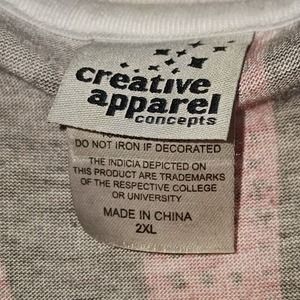 creative
apparel
concepts
DO NOT IRON IF DECORATED
THE INDICIA DEPICTED ON
THIS PRODUCT ARE TRADEMARKS
OF THE RESPECTIVE COLLEGE
OR UNIVERSITY
MADE IN CHINA
2XL